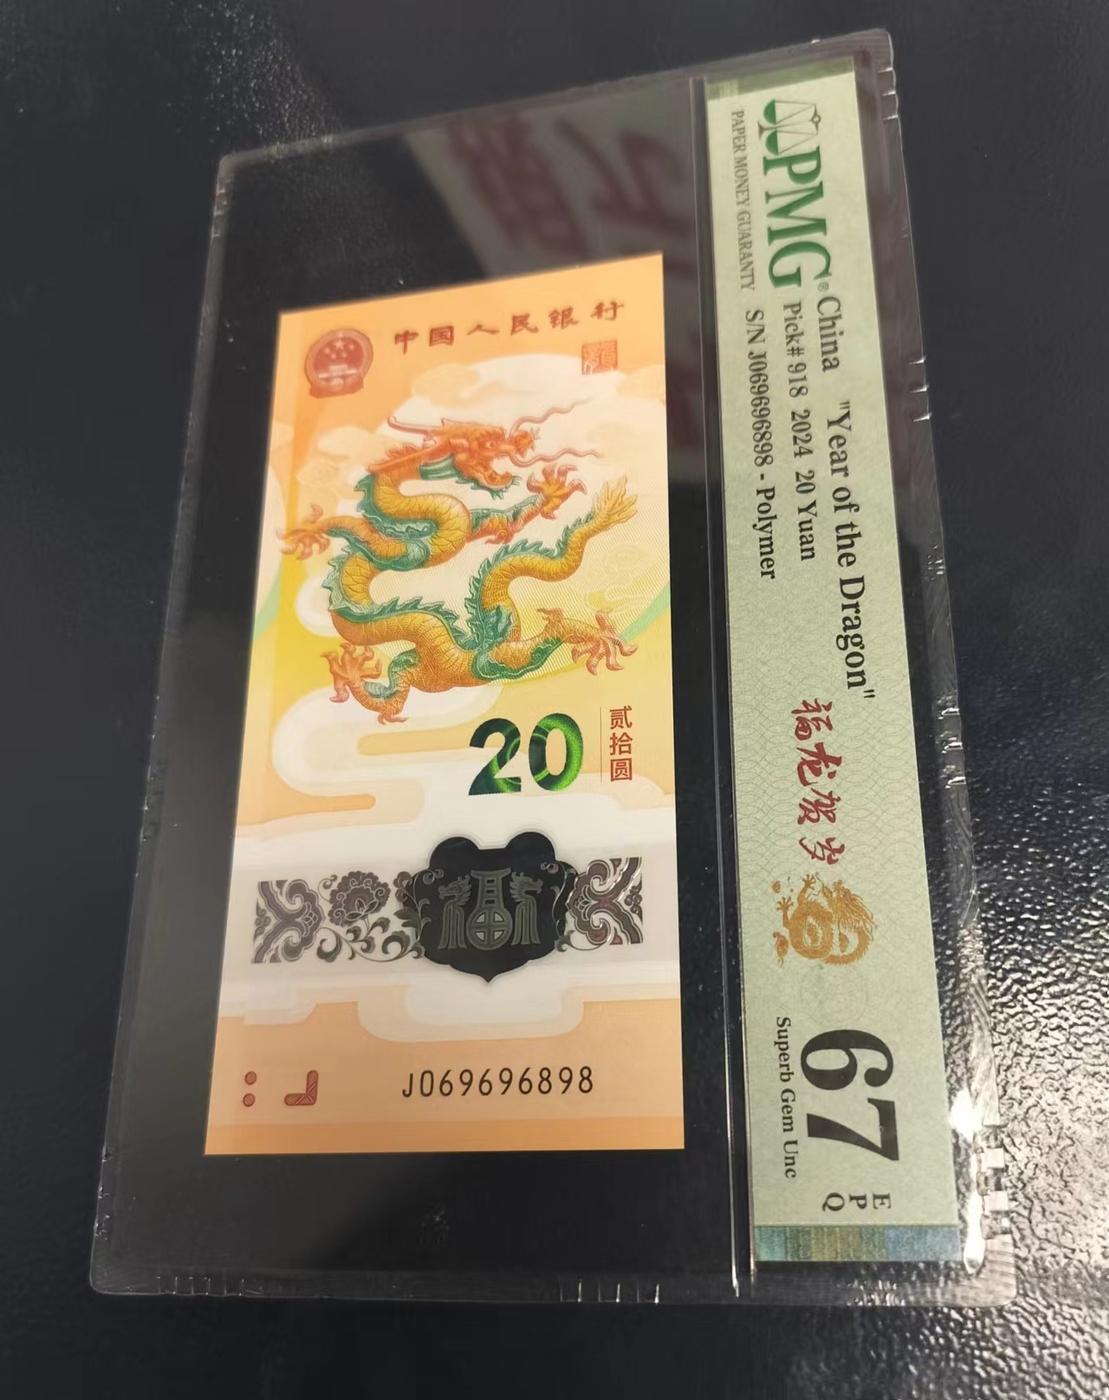 中国人民银行
20
贰拾圆
福
J069696898
PMG®
PAPER MONEY GUARANTY
China "Year of the Dragon"
Pick# 918 2024 20 Yuan
S/N J069696898 - Polymer
福龙贺岁
67
Superb Gem Unc
EPQ